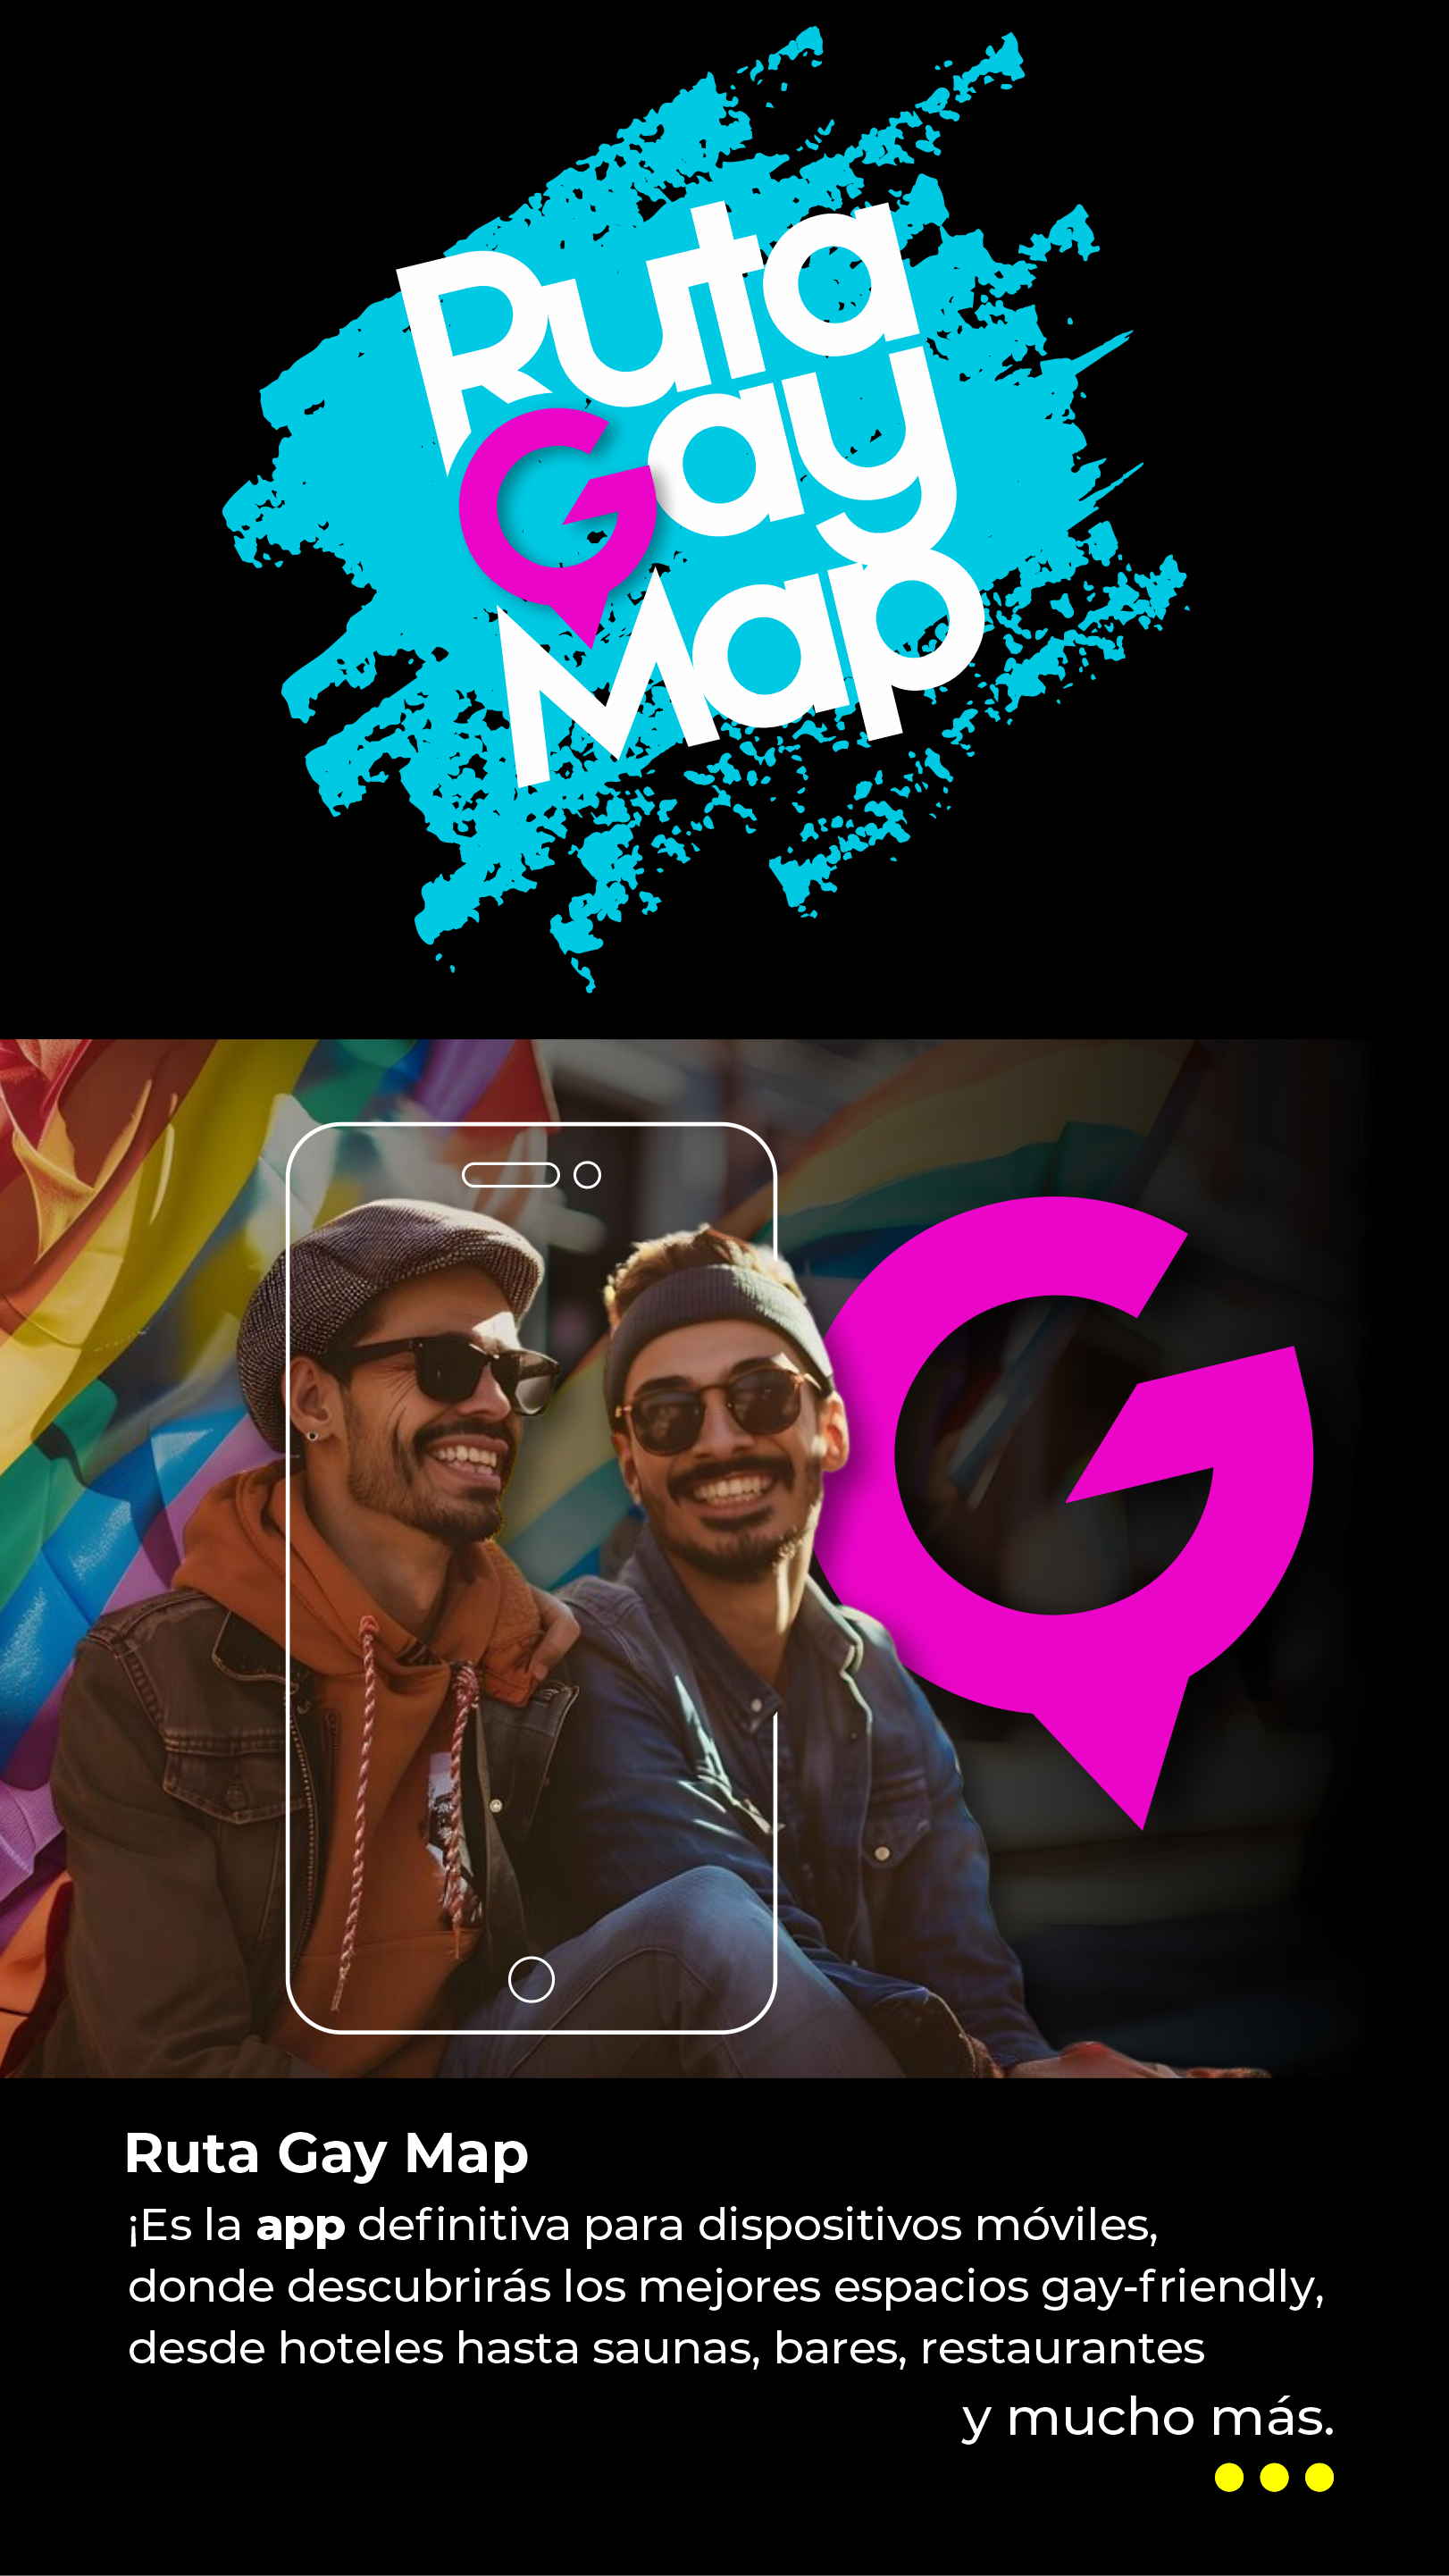 Ruta
Gay
Map
G
Ruta Gay Map
¡Es la app definitiva para dispositivos móviles,
donde descubrirás los mejores espacios gay-friendly,
desde hoteles hasta saunas, bares, restaurantes
y mucho más.